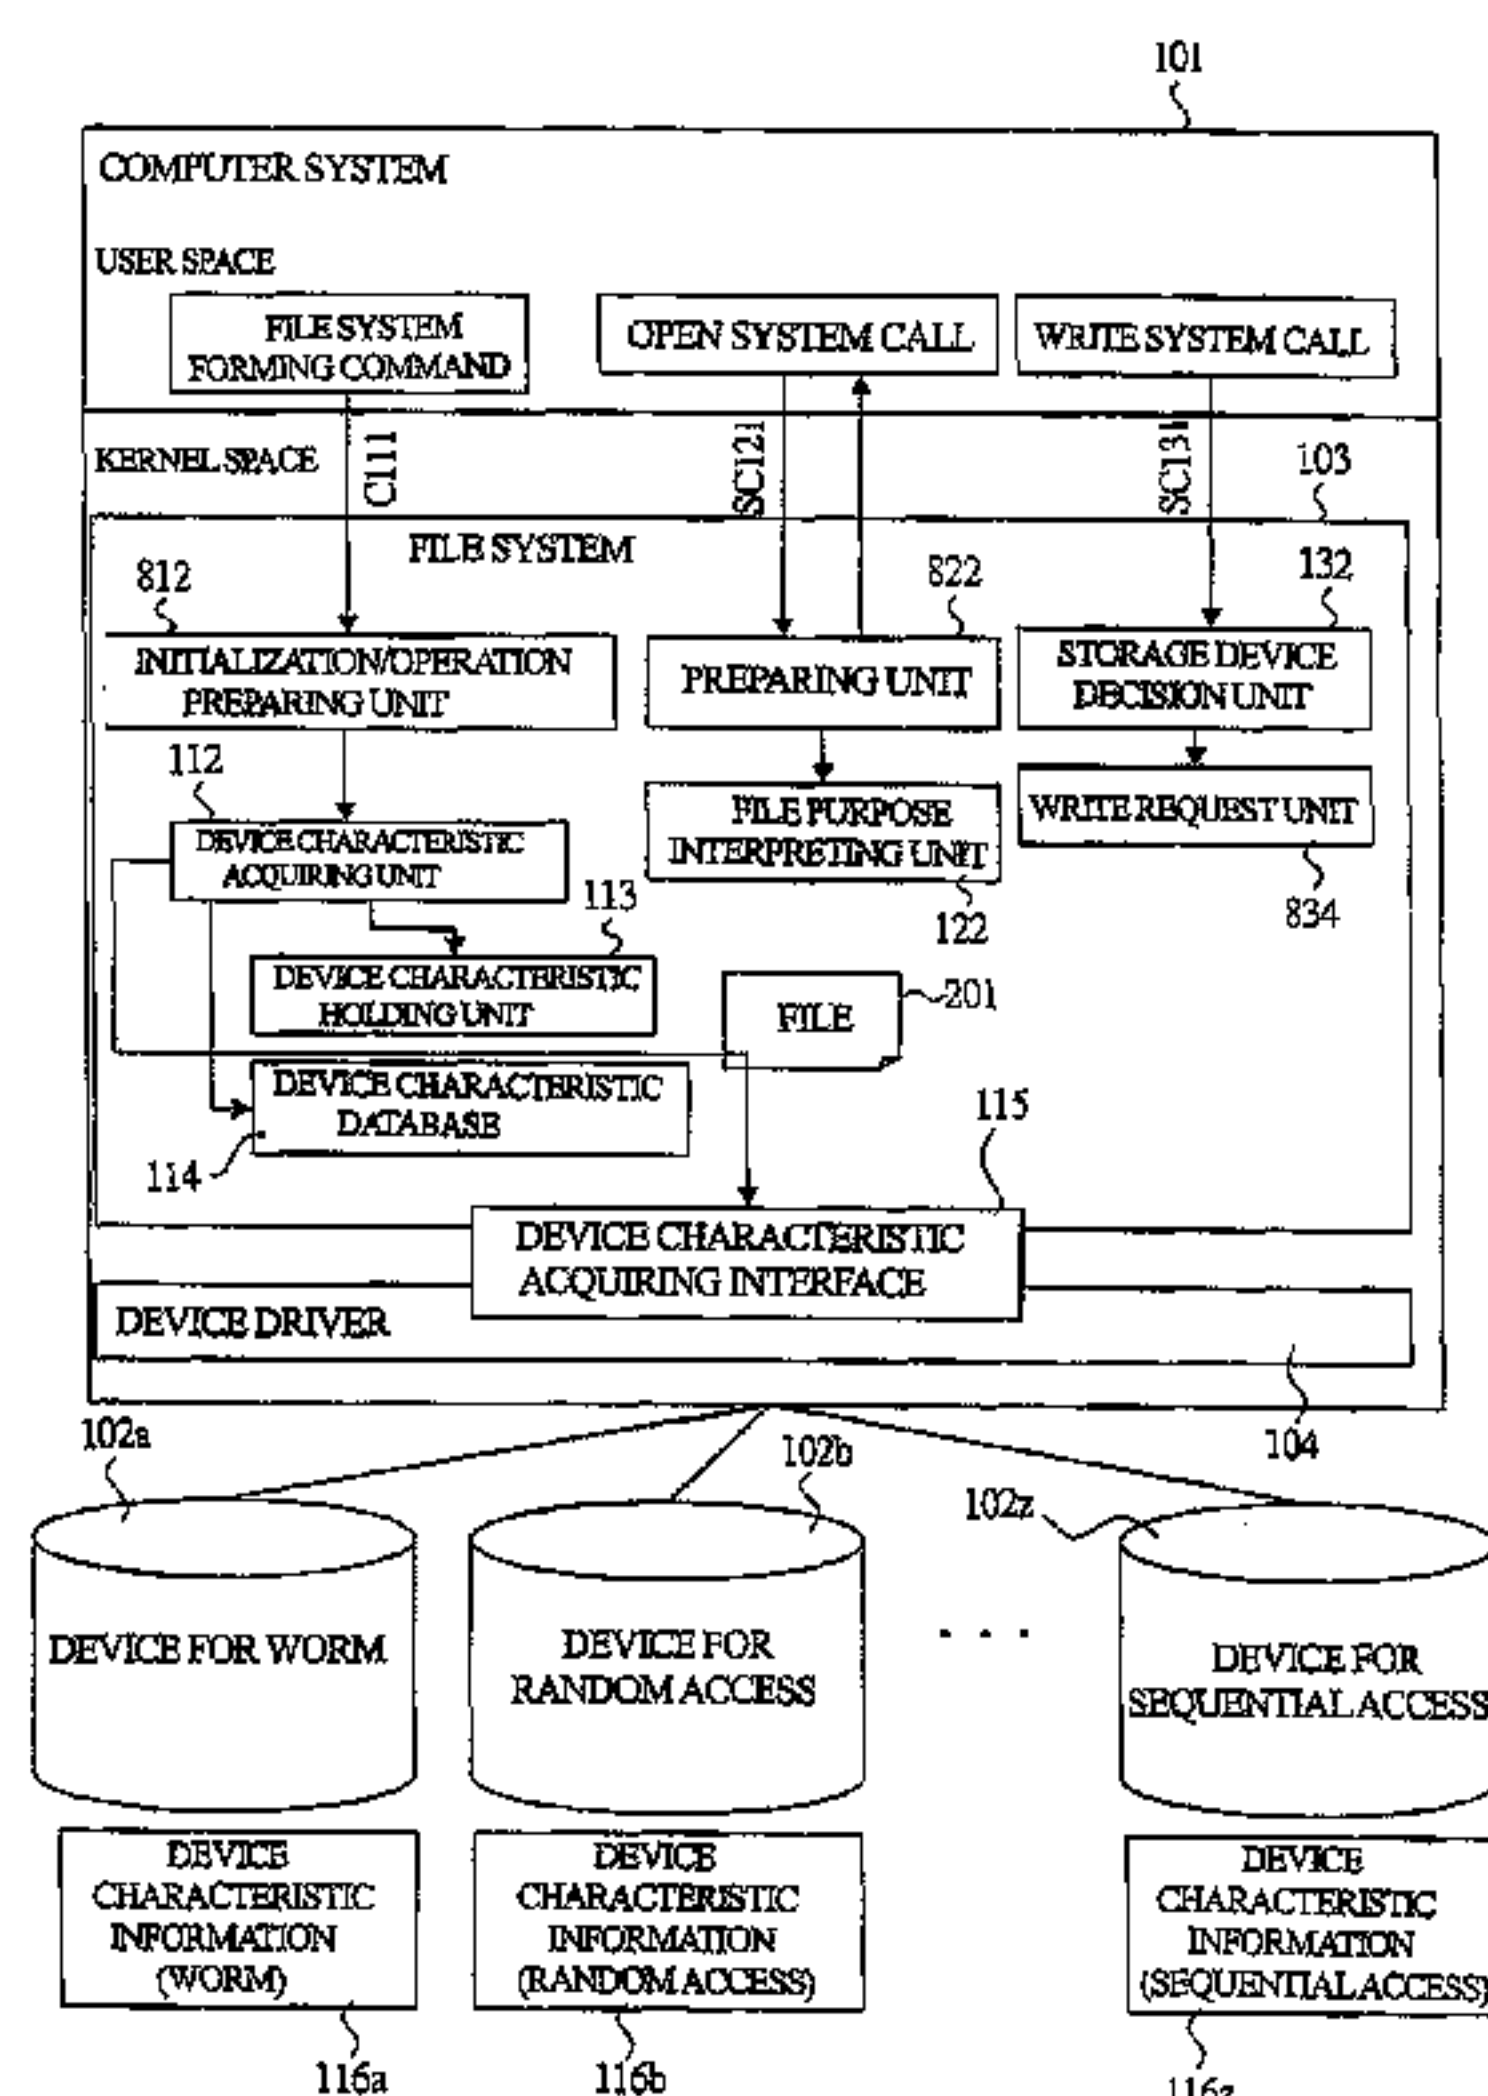 101
COMPUTER SYSTEM
USER SPACE
FILE SYSTEM
FORMING COMMAND
OPEN SYSTEM CALL
WRITE SYSTEM CALL
KERNEL SPACE
C111
SC121
SC131
103
FILE SYSTEM
812
822
132
INITIALIZATION/OPERATION
PREPARING UNIT
PREPARING UNIT
STORAGE DEVICE
DECISION UNIT
112
DEVICE CHARACTERISTIC
ACQUIRING UNIT
FILE PURPOSE
INTERPRETING UNIT
WRITE REQUEST UNIT
113
122
834
DEVICE CHARACTERISTIC
HOLDING UNIT
FILE
201
DEVICE CHARACTERISTIC
DATABASE
114
115
DEVICE CHARACTERISTIC
ACQUIRING INTERFACE
DEVICE DRIVER
104
102a
102b
102z
DEVICE FOR WORM
DEVICE FOR
RANDOM ACCESS
. . .
DEVICE FOR
SEQUENTIAL ACCESS
DEVICE
CHARACTERISTIC
INFORMATION
(WORM)
DEVICE
CHARACTERISTIC
INFORMATION
(RANDOM ACCESS)
DEVICE
CHARACTERISTIC
INFORMATION
(SEQUENTIAL ACCESS)
116a
116b
116z